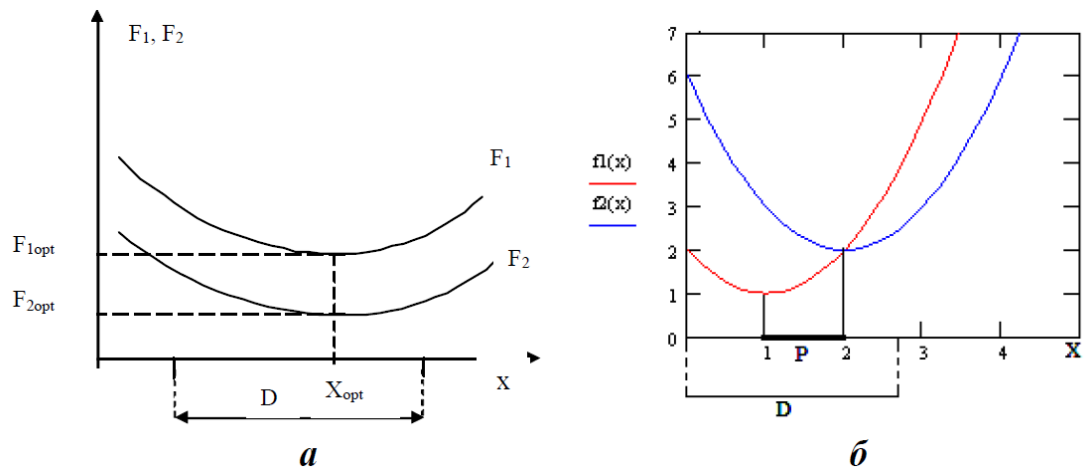 F₁, F₂
F₁
F₁opt
F₂
F₂opt
D
Xopt
X
а
7
6
5
4
3
2
1
0
f1(x)
f2(x)
1
P
2
3
4
X
D
б